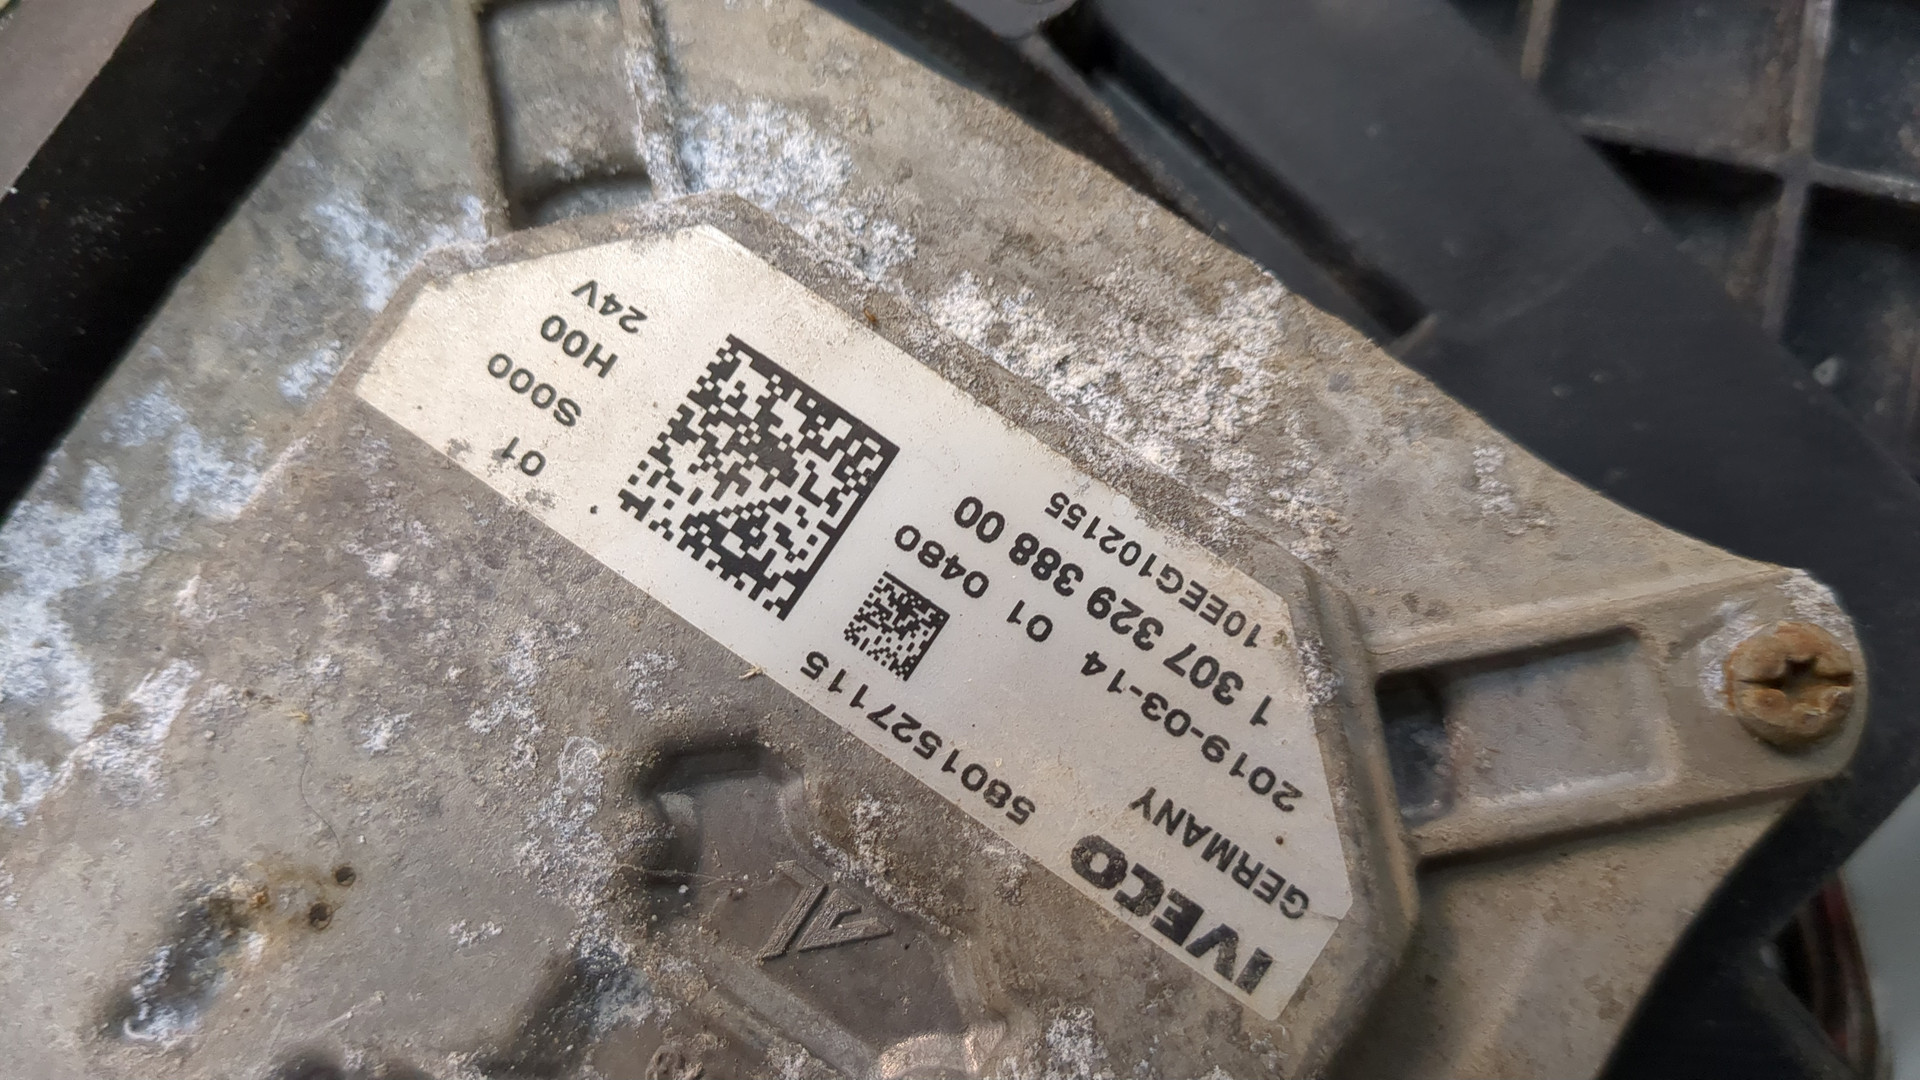 IVECO 5801527115
GERMANY
2019-03-14 01 0480
1 307 329 388 00
10EEG102155
01
S000
H00
24V